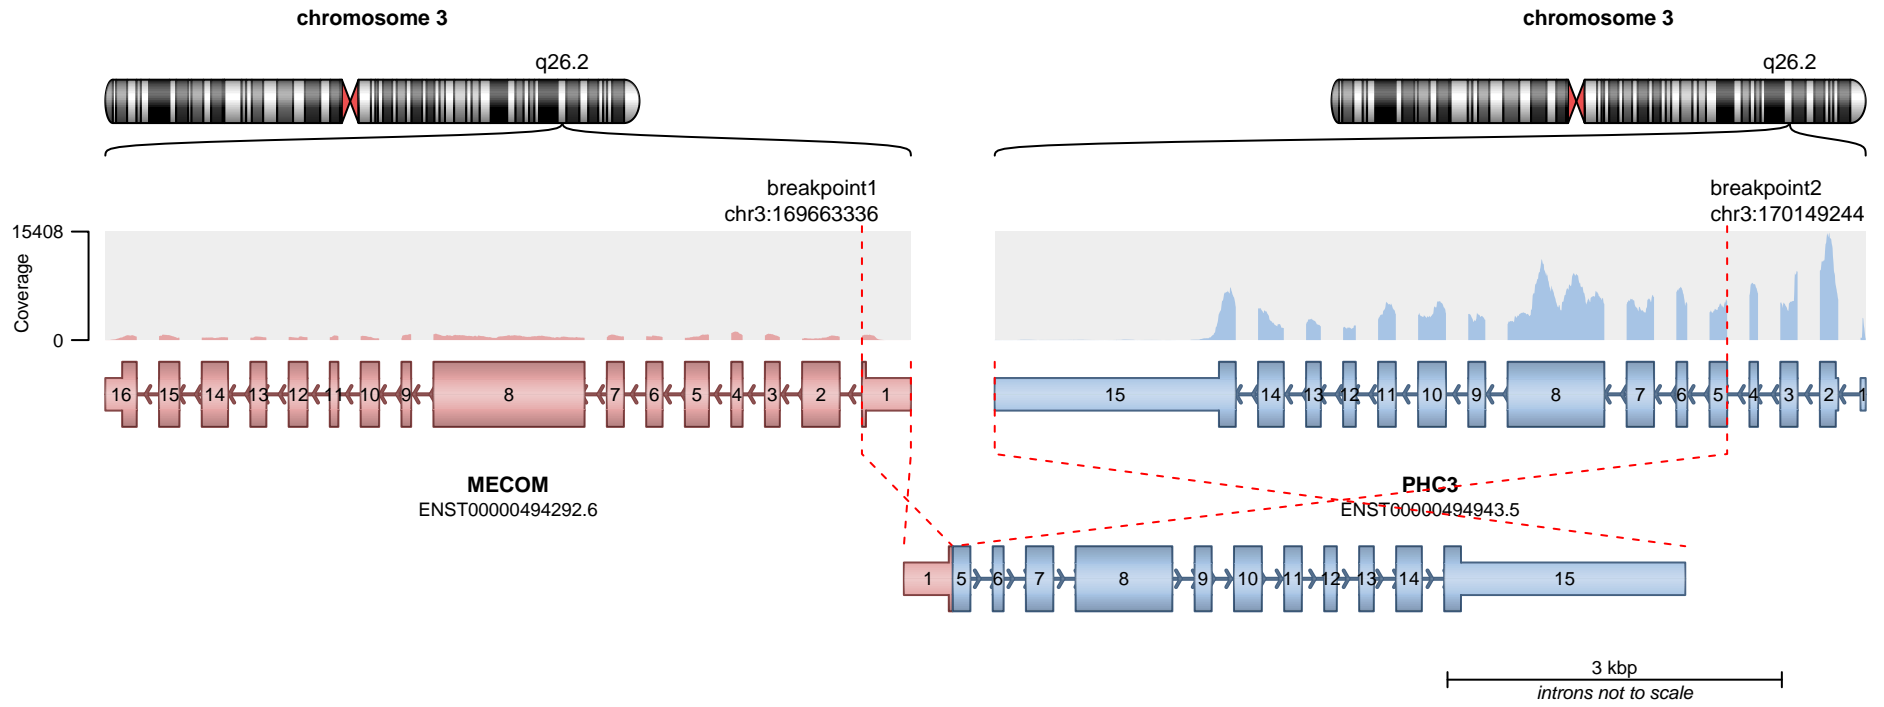 chromosome 3
chromosome 3
q26.2
q26.2
breakpoint1
chr3:169663336
breakpoint2
chr3:170149244
15408
Coverage
0
16 15 14 13 12 11 10 9 8 7 6 5 4 3 2 1
15 14 13 12 11 10 9 8 7 6 5 4 3 2 1
MECOM
ENST00000494292.6
PHC3
ENST00000494943.5
1 5 6 7 8 9 10 11 12 13 14 15
3 kbp
introns not to scale